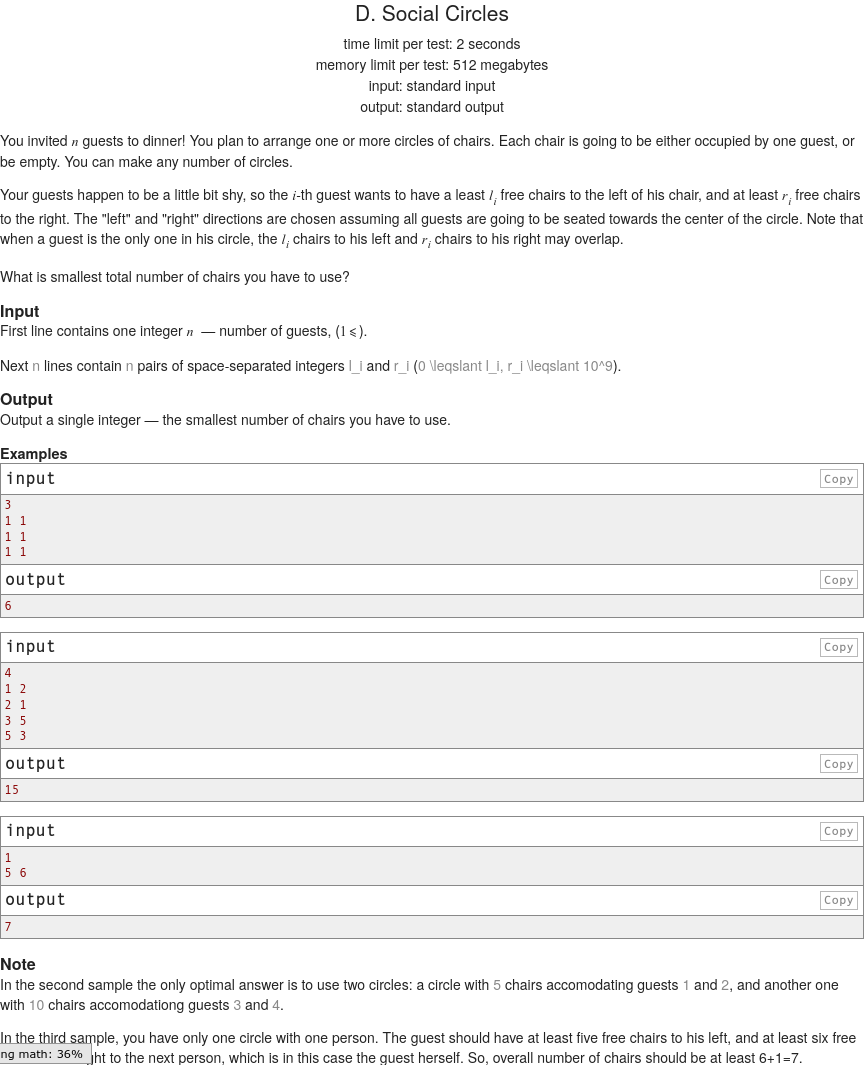 D. Social Circles
time limit per test: 2 seconds
memory limit per test: 512 megabytes
input: standard input
output: standard output
You invited n guests to dinner! You plan to arrange one or more circles of chairs. Each chair is going to be either occupied by one guest, or
be empty. You can make any number of circles.
Your guests happen to be a little bit shy, so the i-th guest wants to have a least l_i free chairs to the left of his chair, and at least r_i free chairs
to the right. The "left" and "right" directions are chosen assuming all guests are going to be seated towards the center of the circle. Note that
when a guest is the only one in his circle, the l_i chairs to his left and r_i chairs to his right may overlap.
What is smallest total number of chairs you have to use?
Input
First line contains one integer n — number of guests, (1 ⩽).
Next n lines contain n pairs of space-separated integers l_i and r_i (0 \leqslant l_i, r_i \leqslant 10^9).
Output
Output a single integer — the smallest number of chairs you have to use.
Examples
input Copy
3
1 1
1 1
1 1
output Copy
6
input Copy
4
1 2
2 1
3 5
5 3
output Copy
15
input Copy
1
5 6
output Copy
7
Note
In the second sample the only optimal answer is to use two circles: a circle with 5 chairs accomodating guests 1 and 2, and another one
with 10 chairs accomodationg guests 3 and 4.
In the third sample, you have only one circle with one person. The guest should have at least five free chairs to his left, and at least six free
ng math: 36% ght to the next person, which is in this case the guest herself. So, overall number of chairs should be at least 6+1=7.